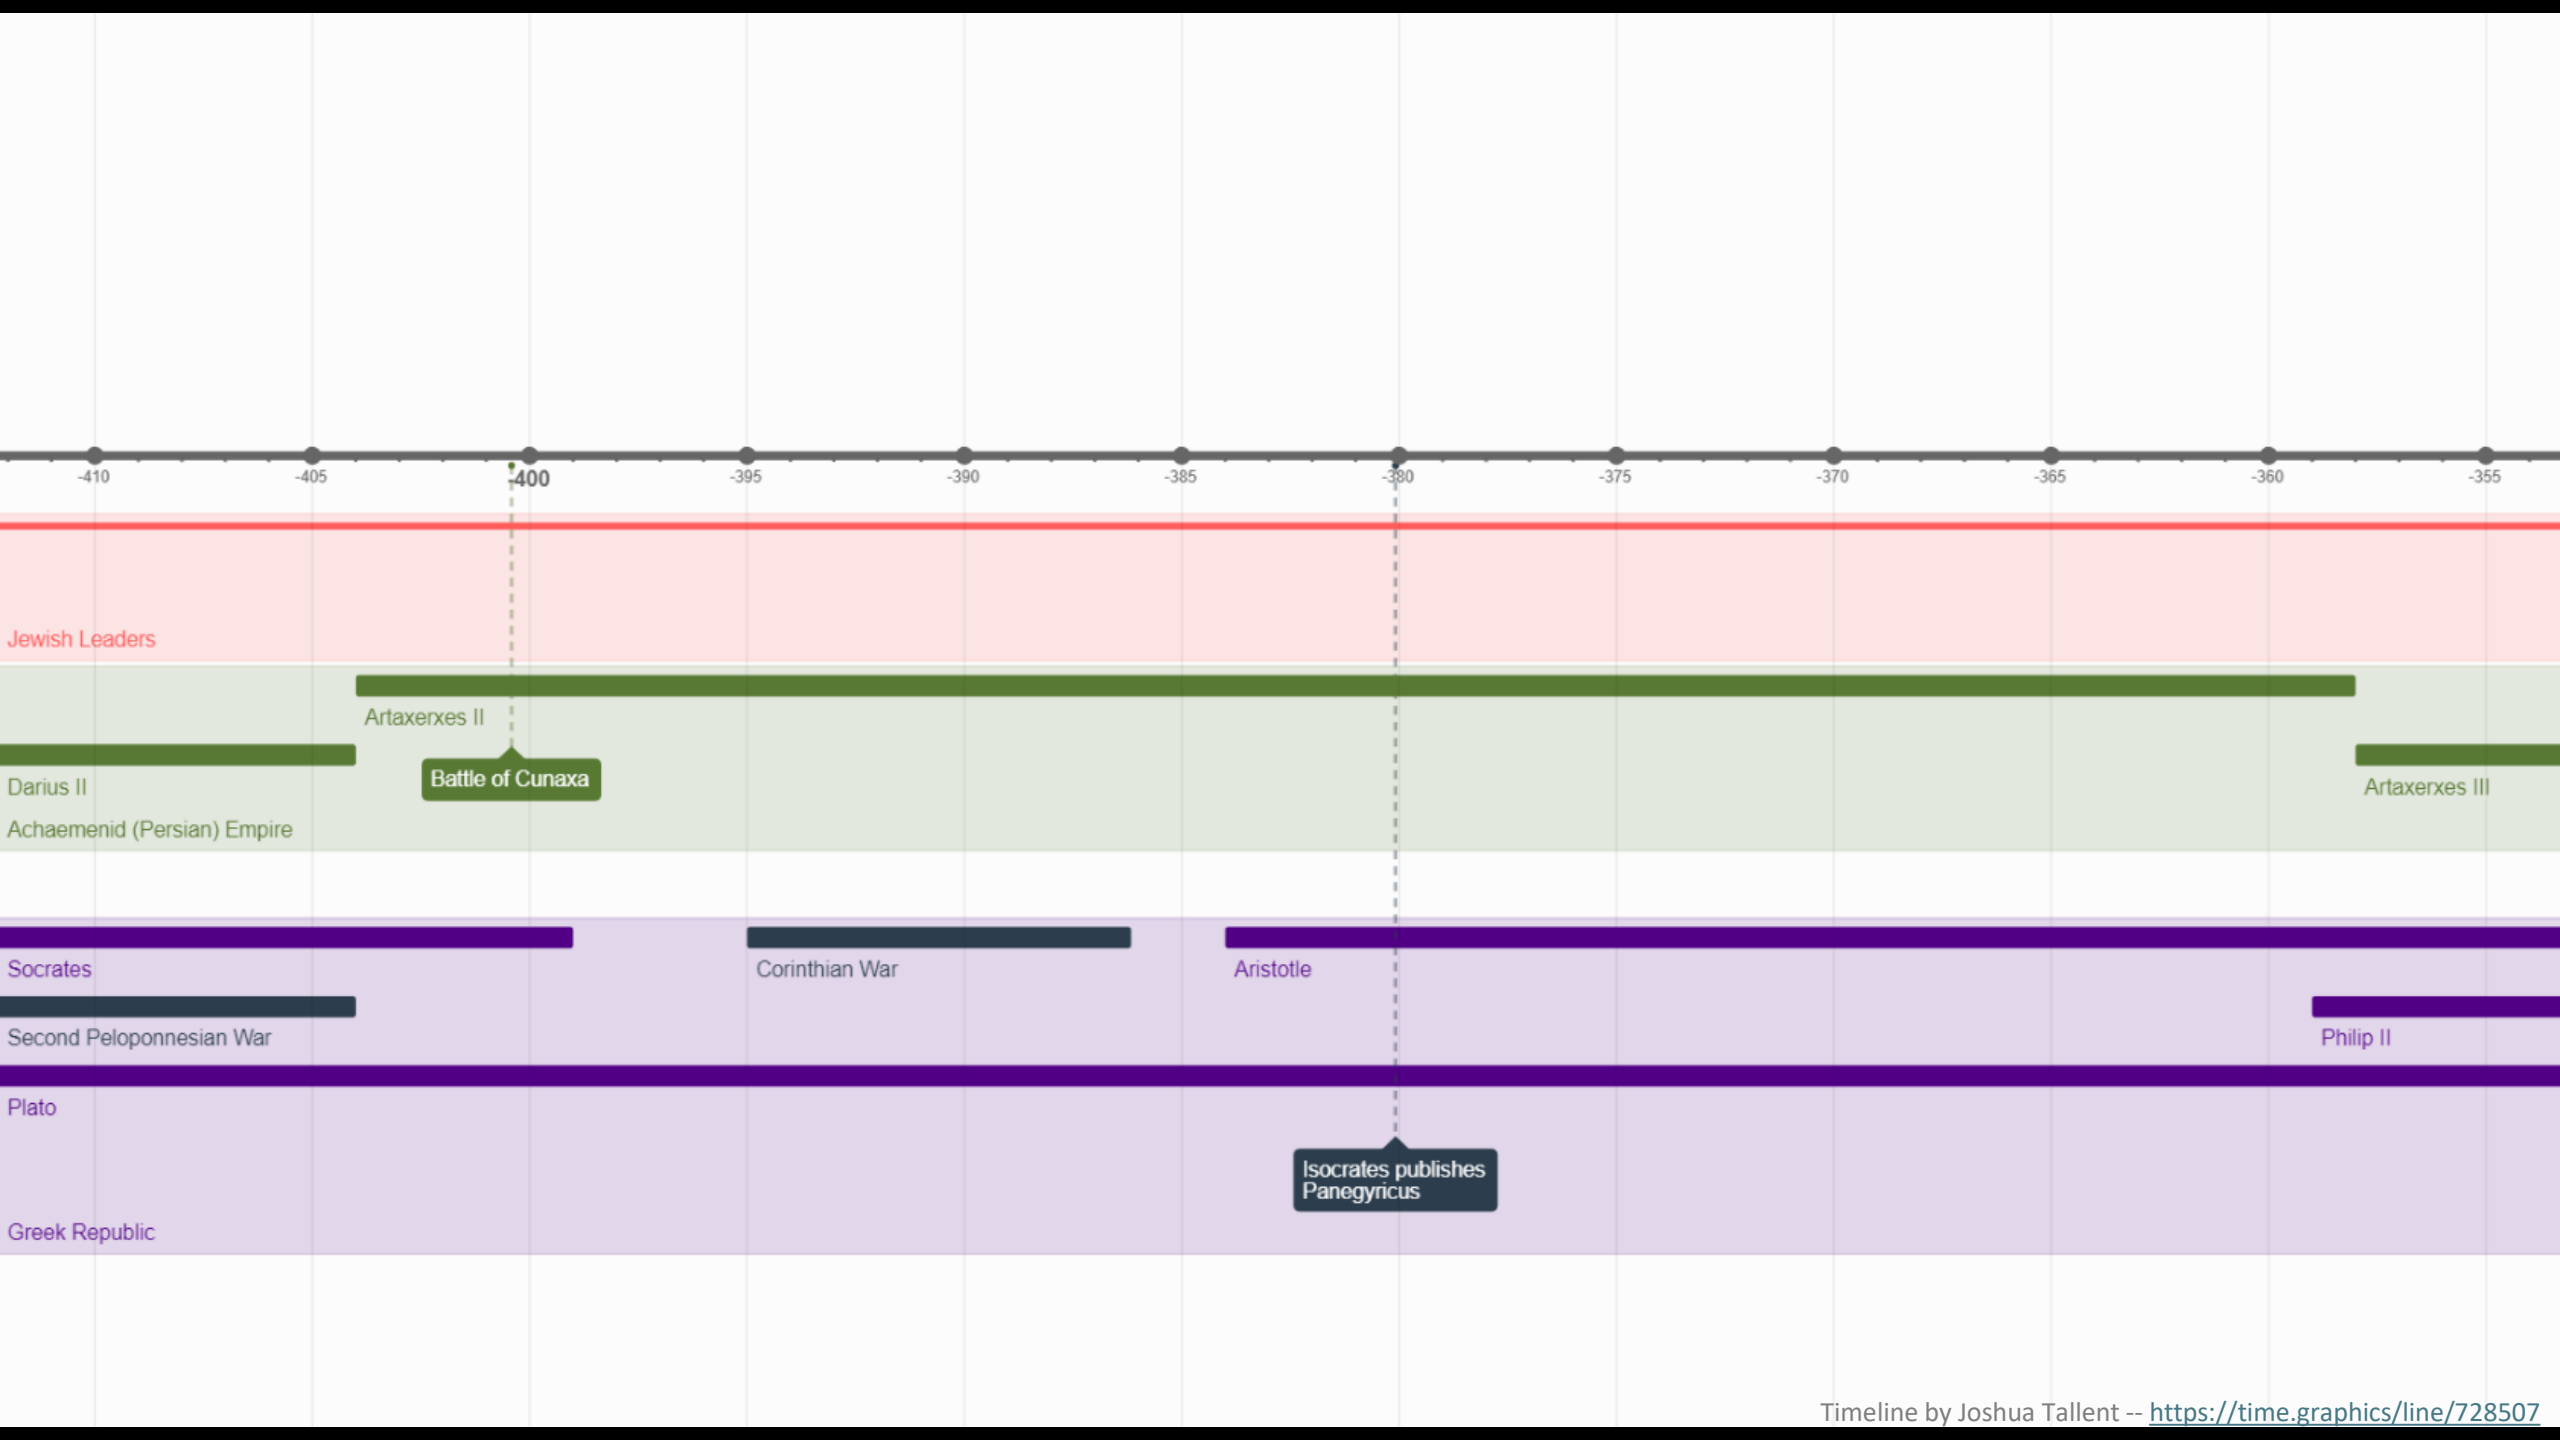 -410
-405
-400
-395
-390
-385
-380
-375
-370
-365
-360
-355
Jewish Leaders
Artaxerxes II
Battle of Cunaxa
Darius II
Artaxerxes III
Achaemenid (Persian) Empire
Socrates
Corinthian War
Aristotle
Second Peloponnesian War
Philip II
Plato
Isocrates publishes
Panegyricus
Greek Republic
Timeline by Joshua Tallent -- https://time.graphics/line/728507